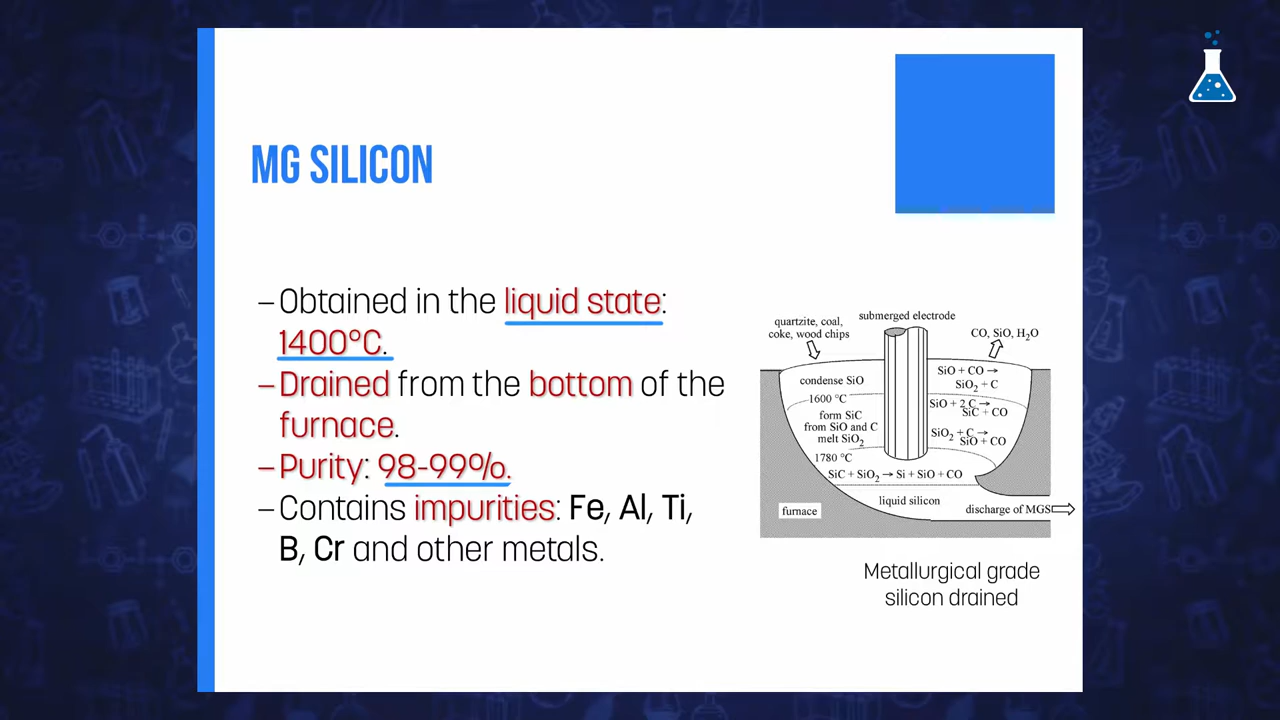 MG SILICON
– Obtained in the liquid state:
1400°C.
– Drained from the bottom of the
furnace.
– Purity: 98-99%.
– Contains impurities: Fe, Al, Ti,
B, Cr and other metals.
submerged electrode
quartzite, coal,
coke, wood chips
CO, SiO, H₂O
condense SiO
SiO + CO →
SiO₂ + C
1600 °C
SiO + 2 C →
SiC + CO
form SiC
from SiO and C
melt SiO₂
SiO₂ + C →
SiO + CO
1780 °C
SiC + SiO₂ → Si + SiO + CO
liquid silicon
furnace
discharge of MGS
Metallurgical grade
silicon drained